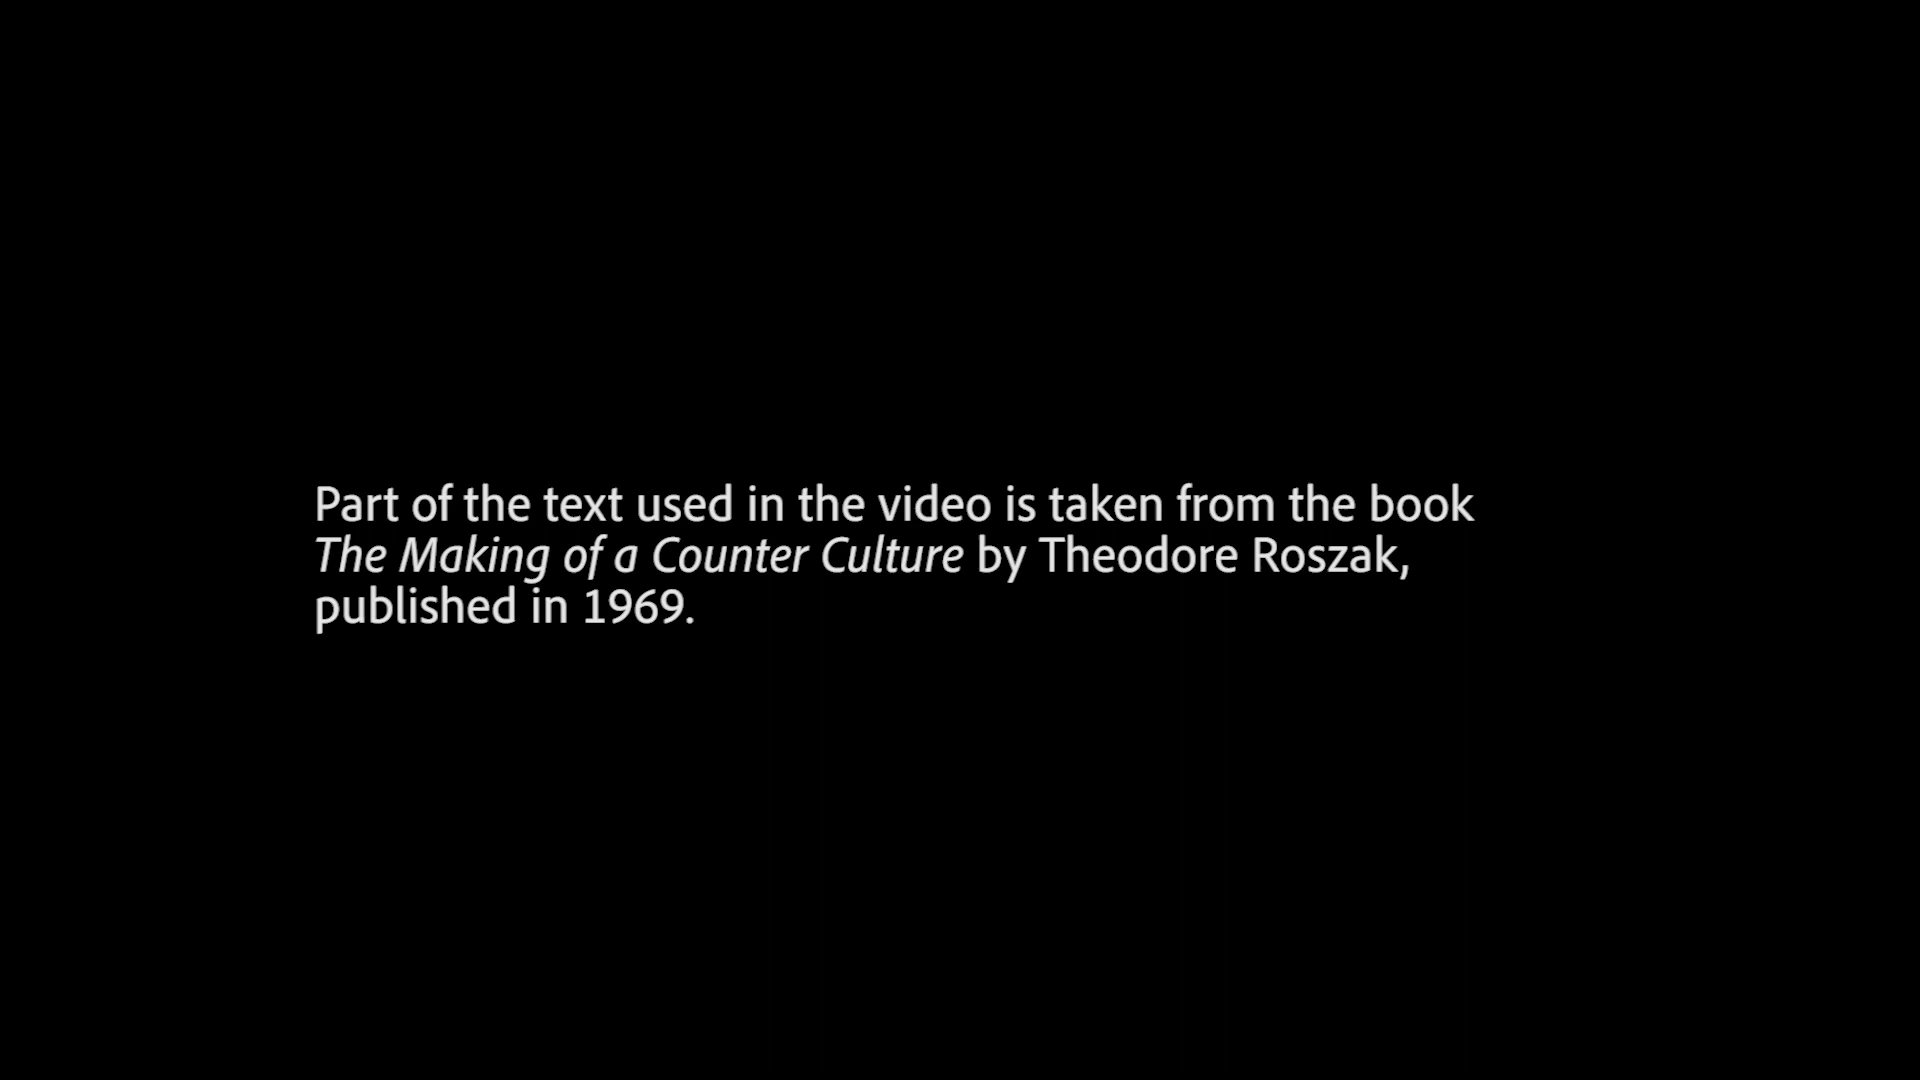 Part of the text used in the video is taken from the book
The Making of a Counter Culture by Theodore Roszak,
published in 1969.